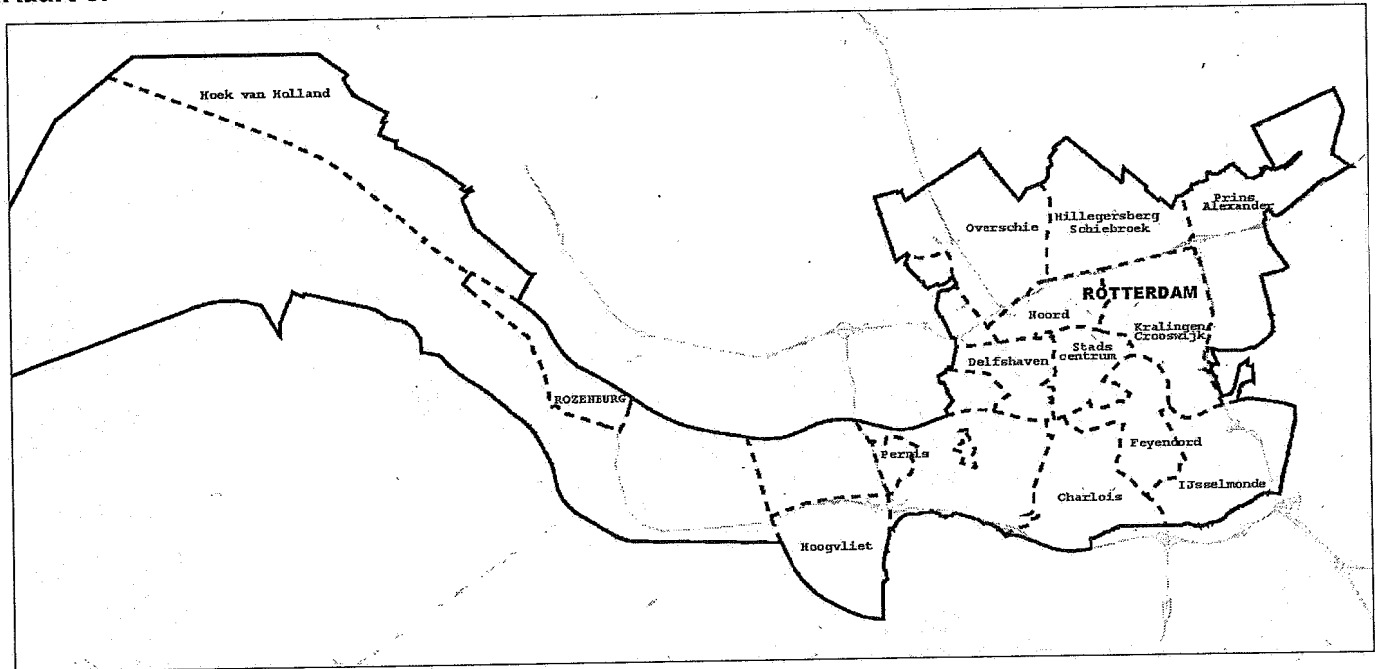 Hoek van Holland
Prins
Alexander
Overschie
Hillegersberg
Schiebroek
ROTTERDAM
Noord
Kralingen
Crooswijk
Stads
centrum
Delfshaven
ROZENBURG
Pernis
Feyenoord
IJsselmonde
Charlois
Hoogvliet